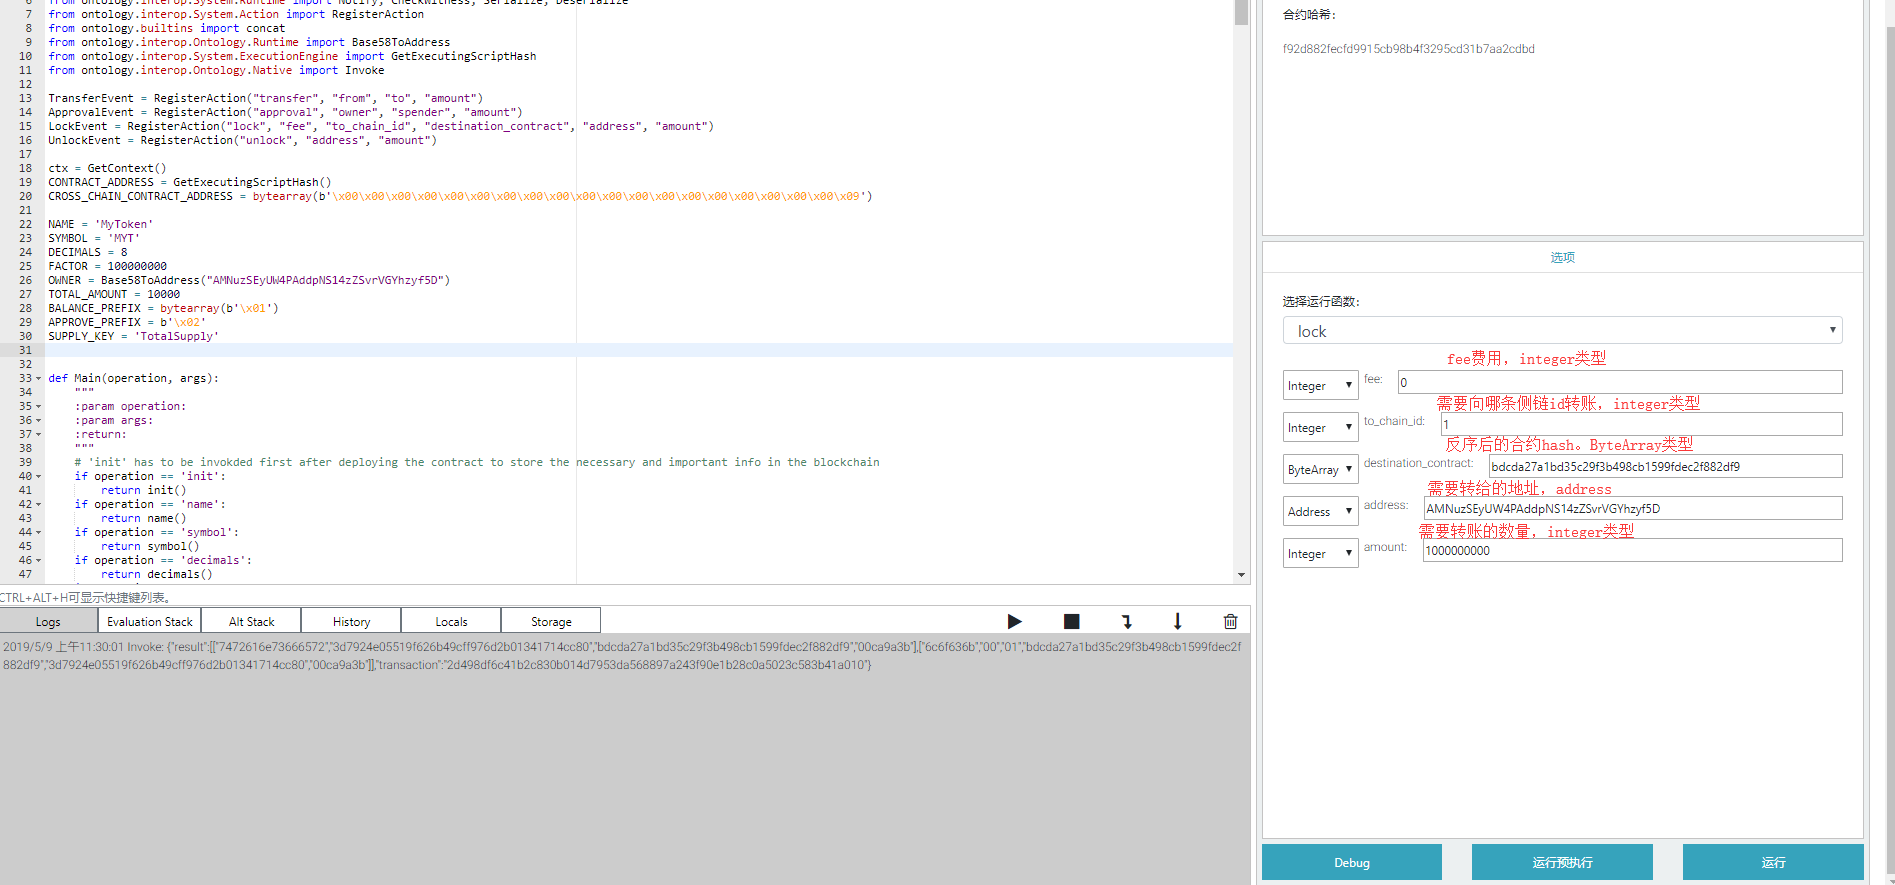 6 from ontology.interop.System.Runtime import Notify, CheckWitness, Serialize, Deserialize
7 from ontology.interop.System.Action import RegisterAction
8 from ontology.builtins import concat
9 from ontology.interop.Ontology.Runtime import Base58ToAddress
10 from ontology.interop.System.ExecutionEngine import GetExecutingScriptHash
11 from ontology.interop.Ontology.Native import Invoke
12
13 TransferEvent = RegisterAction("transfer", "from", "to", "amount")
14 ApprovalEvent = RegisterAction("approval", "owner", "spender", "amount")
15 LockEvent = RegisterAction("lock", "fee", "to_chain_id", "destination_contract", "address", "amount")
16 UnlockEvent = RegisterAction("unlock", "address", "amount")
17
18 ctx = GetContext()
19 CONTRACT_ADDRESS = GetExecutingScriptHash()
20 CROSS_CHAIN_CONTRACT_ADDRESS = bytearray(b'\x00\x00\x00\x00\x00\x00\x00\x00\x00\x00\x00\x00\x00\x00\x00\x00\x00\x00\x00\x09')
21
22 NAME = 'MyToken'
23 SYMBOL = 'MYT'
24 DECIMALS = 8
25 FACTOR = 100000000
26 OWNER = Base58ToAddress("AMNuzSEyUW4PAddpNS14zZSvrVGYhzyf5D")
27 TOTAL_AMOUNT = 10000
28 BALANCE_PREFIX = bytearray(b'\x01')
29 APPROVE_PREFIX = b'\x02'
30 SUPPLY_KEY = 'TotalSupply'
31
32
33 def Main(operation, args):
34 """
35 :param operation:
36 :param args:
37 :return:
38 """
39 # 'init' has to be invokded first after deploying the contract to store the necessary and important info in the blockchain
40 if operation == 'init':
41 return init()
42 if operation == 'name':
43 return name()
44 if operation == 'symbol':
45 return symbol()
46 if operation == 'decimals':
47 return decimals()
CTRL+ALT+H可显示快捷键列表。
Logs Evaluation Stack Alt Stack History Locals Storage
2019/5/9 上午11:30:01 Invoke: {"result":[["7472616e73666572","3d7924e05519f626b49cff976d2b01341714cc80","bdcda27a1bd35c29f3b498cb1599fdec2f882df9","00ca9a3b"],["6c6f636b","00","01","bdcda27a1bd35c29f3b498cb1599fdec2f
882df9","3d7924e05519f626b49cff976d2b01341714cc80","00ca9a3b"]],"transaction":"2d498df6c41b2c830b014d7953da568897a243f90e1b28c0a5023c583b41a010"}
合约哈希:
f92d882fecfd9915cb98b4f3295cd31b7aa2cdbd
选项
选择运行函数:
lock
fee费用，integer类型
Integer fee: 0
需要向哪条侧链id转账，integer类型
Integer to_chain_id: 1
反序后的合约hash。ByteArray类型
ByteArray destination_contract: bdcda27a1bd35c29f3b498cb1599fdec2f882df9
需要转给的地址，address
Address address: AMNuzSEyUW4PAddpNS14zZSvrVGYhzyf5D
需要转账的数量，integer类型
Integer amount: 1000000000
Debug 运行预执行 运行